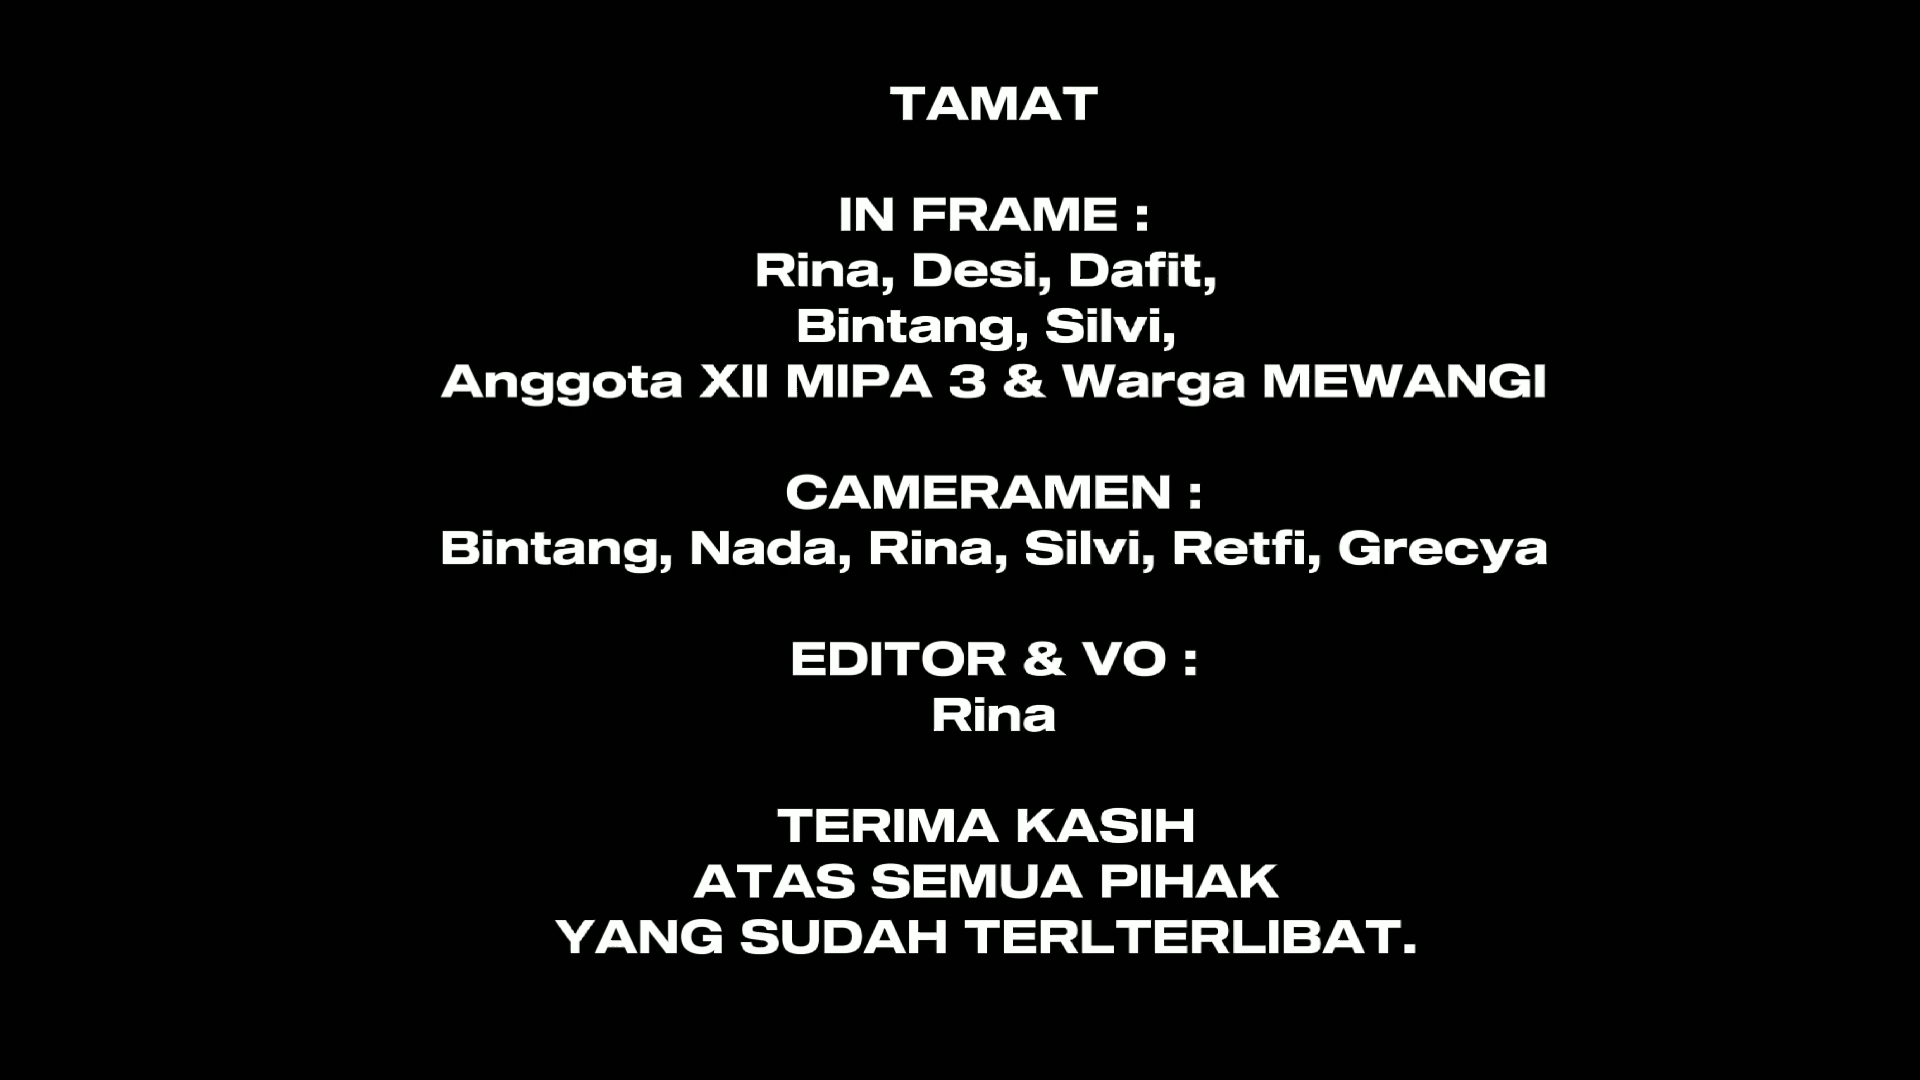 TAMAT
IN FRAME :
Rina, Desi, Dafit,
Bintang, Silvi,
Anggota XII MIPA 3 & Warga MEWANGI
CAMERAMEN :
Bintang, Nada, Rina, Silvi, Retfi, Grecya
EDITOR & VO :
Rina
TERIMA KASIH
ATAS SEMUA PIHAK
YANG SUDAH TERLTERLIBAT.